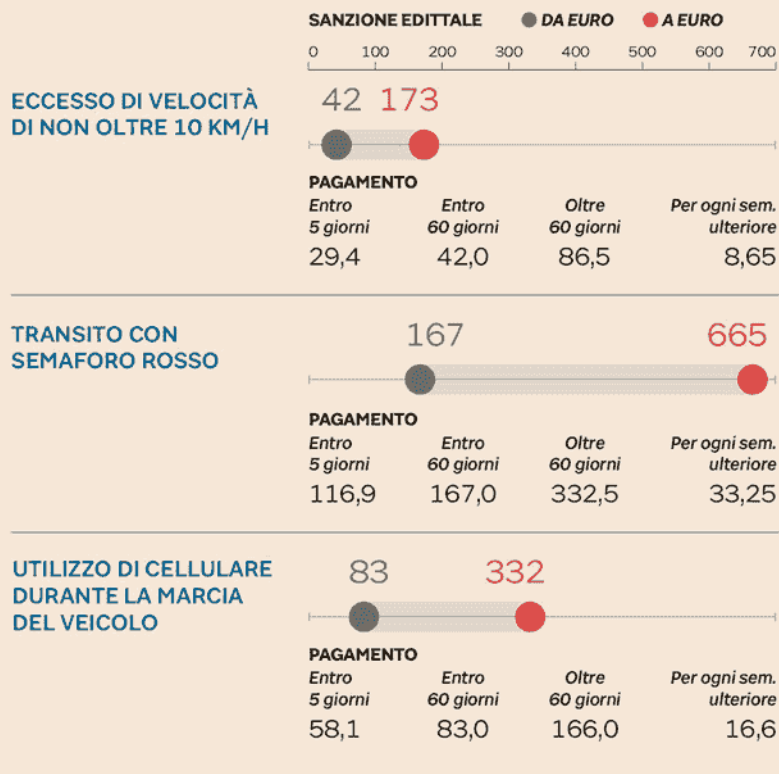 SANZIONE EDITTALE DA EURO A EURO
0 100 200 300 400 500 600 700
ECCESSO DI VELOCITÀ
DI NON OLTRE 10 KM/H
42 173
PAGAMENTO
Entro Entro Oltre Per ogni sem.
5 giorni 60 giorni 60 giorni ulteriore
29,4 42,0 86,5 8,65
TRANSITO CON
SEMAFORO ROSSO
167 665
PAGAMENTO
Entro Entro Oltre Per ogni sem.
5 giorni 60 giorni 60 giorni ulteriore
116,9 167,0 332,5 33,25
UTILIZZO DI CELLULARE
DURANTE LA MARCIA
DEL VEICOLO
83 332
PAGAMENTO
Entro Entro Oltre Per ogni sem.
5 giorni 60 giorni 60 giorni ulteriore
58,1 83,0 166,0 16,6